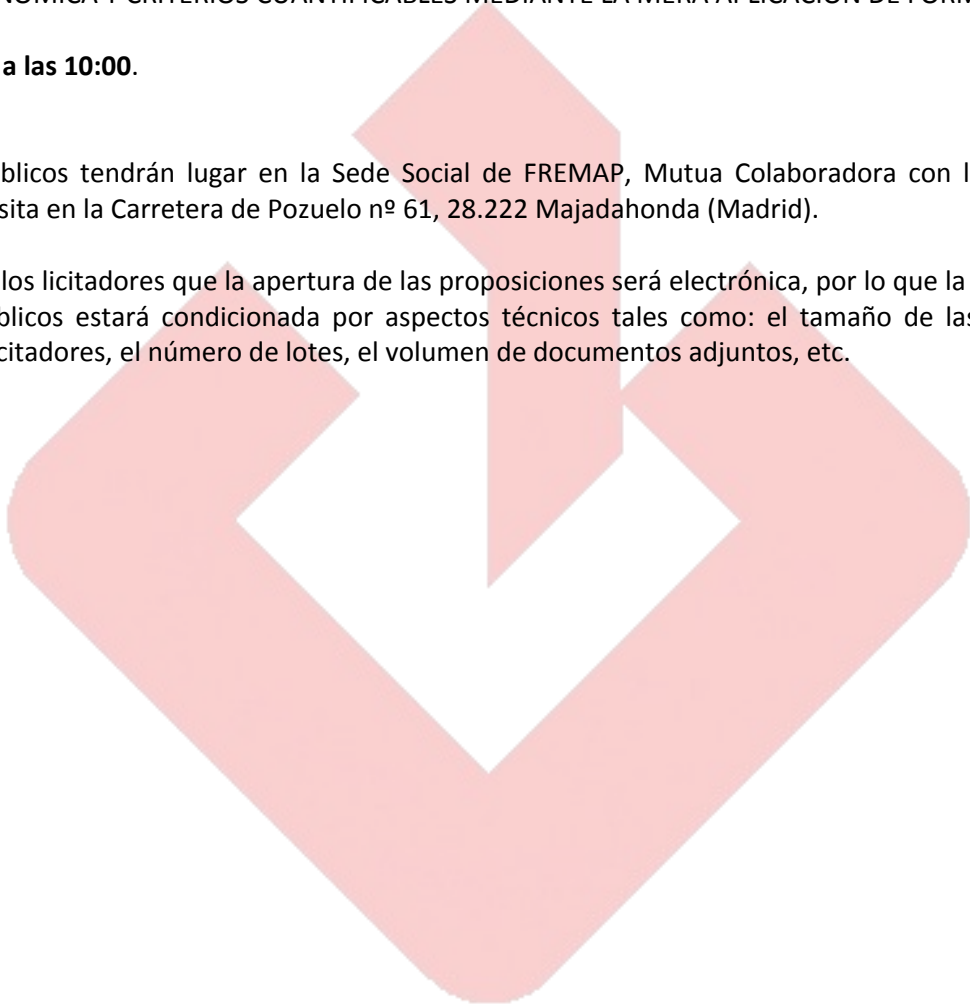 a las 10:00.
blicos tendrán lugar en la Sede Social de FREMAP, Mutua Colaboradora con l
sita en la Carretera de Pozuelo nº 61, 28.222 Majadahonda (Madrid).
los licitadores que la apertura de las proposiciones será electrónica, por lo que la
blicos estará condicionada por aspectos técnicos tales como: el tamaño de las
citadores, el número de lotes, el volumen de documentos adjuntos, etc.